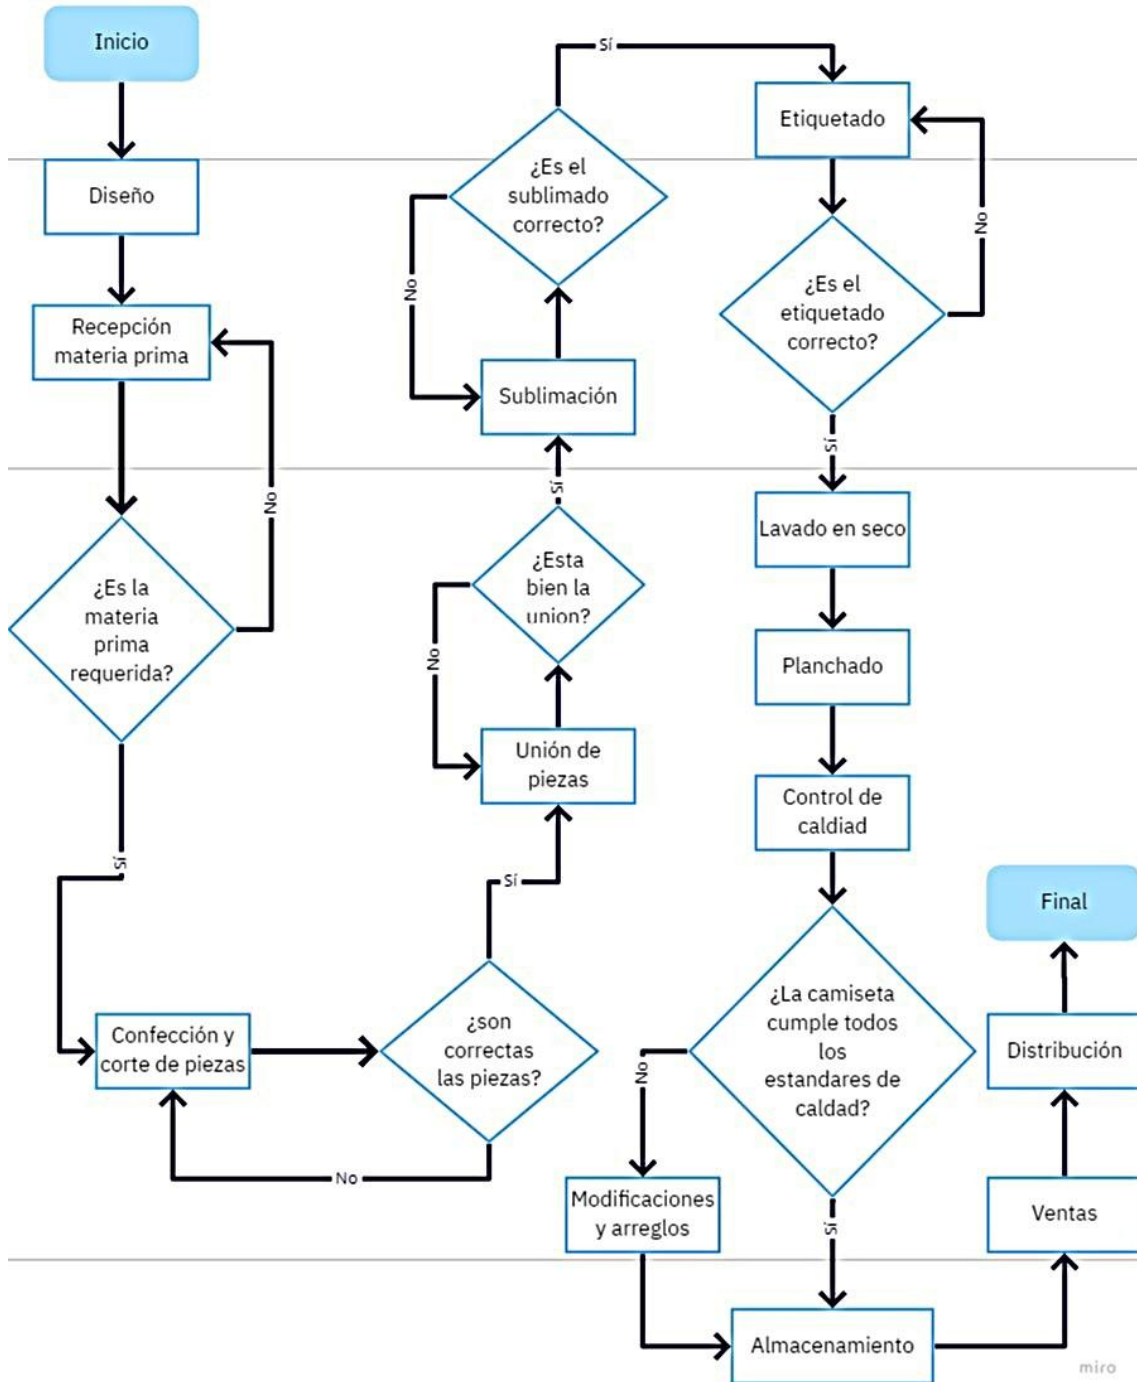 Inicio
Diseño
Recepción
materia prima
No
¿Es la
materia
prima
requerida?
Sí
Confección y
corte de piezas
¿son
correctas
las piezas?
No
Sí
Unión de
piezas
¿Esta
bien la
union?
No
Sí
Sublimación
¿Es el
sublimado
correcto?
No
Sí
Etiquetado
¿Es el
etiquetado
correcto?
No
Sí
Lavado en seco
Planchado
Control de
caldiad
¿La camiseta
cumple todos
los
estandares de
caldad?
No
Modificaciones
y arreglos
Sí
Almacenamiento
Ventas
Distribución
Final
miro